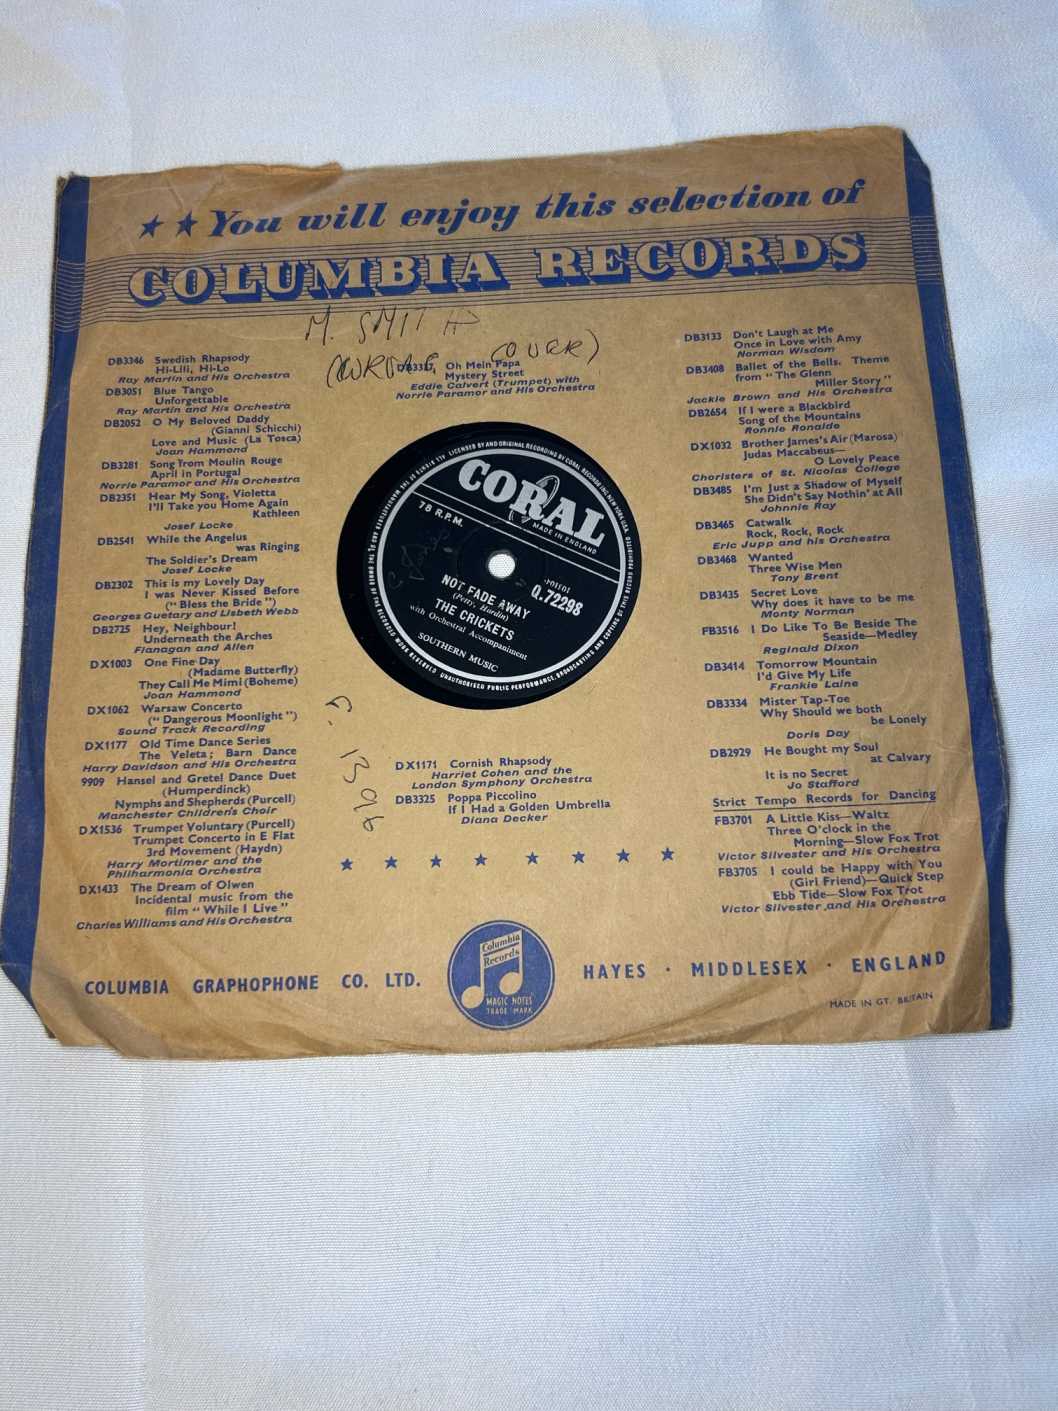 ★ ★ You will enjoy this selection of
COLUMBIA RECORDS
M. SMITH
OVER)
DB3346 Swedish Rhapsody
Hi-Lili, Hi-Lo
Ray Martin and His Orchestra
DB3051 Blue Tango
Unforgettable
Ray Martin and His Orchestra
DB2052 O My Beloved Daddy
(Gianni Schicchi)
Love and Music (La Tosca)
Joan Hammond
DB3281 Song from Moulin Rouge
April in Portugal
Norrie Paramor and His Orchestra
DB2351 Hear My Song, Violetta
I'll Take you Home Again
Kathleen
Josef Locke
DB2541 While the Angelus
was Ringing
The Soldier's Dream
Josef Locke
DB2302 This is my Lovely Day
I was Never Kissed Before
("Bless the Bride")
Georges Guetary and Lisbeth Webb
DB2725 Hey, Neighbour!
Underneath the Arches
Flanagan and Allen
DX1003 One Fine Day
(Madame Butterfly)
They Call Me Mimi (Boheme)
Joan Hammond
DX1062 Warsaw Concerto
("Dangerous Moonlight")
Sound Track Recording
DX1177 Old Time Dance Series
The Veleta; Barn Dance
Harry Davidson and His Orchestra
9909 Hansel and Gretel Dance Duet
(Humperdinck)
Nymphs and Shepherds (Purcell)
Manchester Children's Choir
DX1536 Trumpet Voluntary (Purcell)
Trumpet Concerto in E Flat
3rd Movement (Haydn)
Harry Mortimer and the
Philharmonia Orchestra
DX1433 The Dream of Olwen
Incidental music from the
film "While I Live"
Charles Williams and His Orchestra
DB3337 Oh Mein Papa
Mystery Street
Eddie Calvert (Trumpet) with
Norrie Paramor and His Orchestra
CORAL
MADE IN ENGLAND
78 R.P.M.
NOT FADE AWAY
(Petty, Hardin)
Q.72298
THE CRICKETS
with Orchestral Accompaniment
SOUTHERN MUSIC
DX1171 Cornish Rhapsody
Harriet Cohen and the
London Symphony Orchestra
DB3325 Poppa Piccolino
If I Had a Golden Umbrella
Diana Decker
DB3133 Don't Laugh at Me
Once in Love with Amy
Norman Wisdom
DB3408 Ballet of the Bells. Theme
from "The Glenn
Miller Story"
Jackie Brown and His Orchestra
DB2654 If I were a Blackbird
Song of the Mountains
Ronnie Ronalde
DX1032 Brother James's Air (Marosa)
Judas Maccabeus—
O Lovely Peace
Choristers of St. Nicolas College
DB3485 I'm Just a Shadow of Myself
She Didn't Say Nothin' at All
Johnnie Ray
DB3465 Catwalk
Rock, Rock, Rock
Eric Jupp and his Orchestra
DB3468 Wanted
Three Wise Men
Tony Brent
DB3435 Secret Love
Why does it have to be me
Monty Norman
FB3516 I Do Like To Be Beside The
Seaside—Medley
Reginald Dixon
DB3414 Tomorrow Mountain
I'd Give My Life
Frankie Laine
DB3334 Mister Tap-Toe
Why Should we both
be Lonely
Doris Day
DB2929 He Bought my Soul
at Calvary
It is no Secret
Jo Stafford
Strict Tempo Records for Dancing
FB3701 A Little Kiss—Waltz
Three O'clock in the
Morning—Slow Fox Trot
Victor Silvester and His Orchestra
FB3705 I could be Happy with You
(Girl Friend)—Quick Step
Ebb Tide—Slow Fox Trot
Victor Silvester and His Orchestra
COLUMBIA GRAPHOPHONE CO. LTD.
Columbia
Records
MAGIC NOTES
TRADE MARK
HAYES · MIDDLESEX · ENGLAND
MADE IN GT. BRITAIN